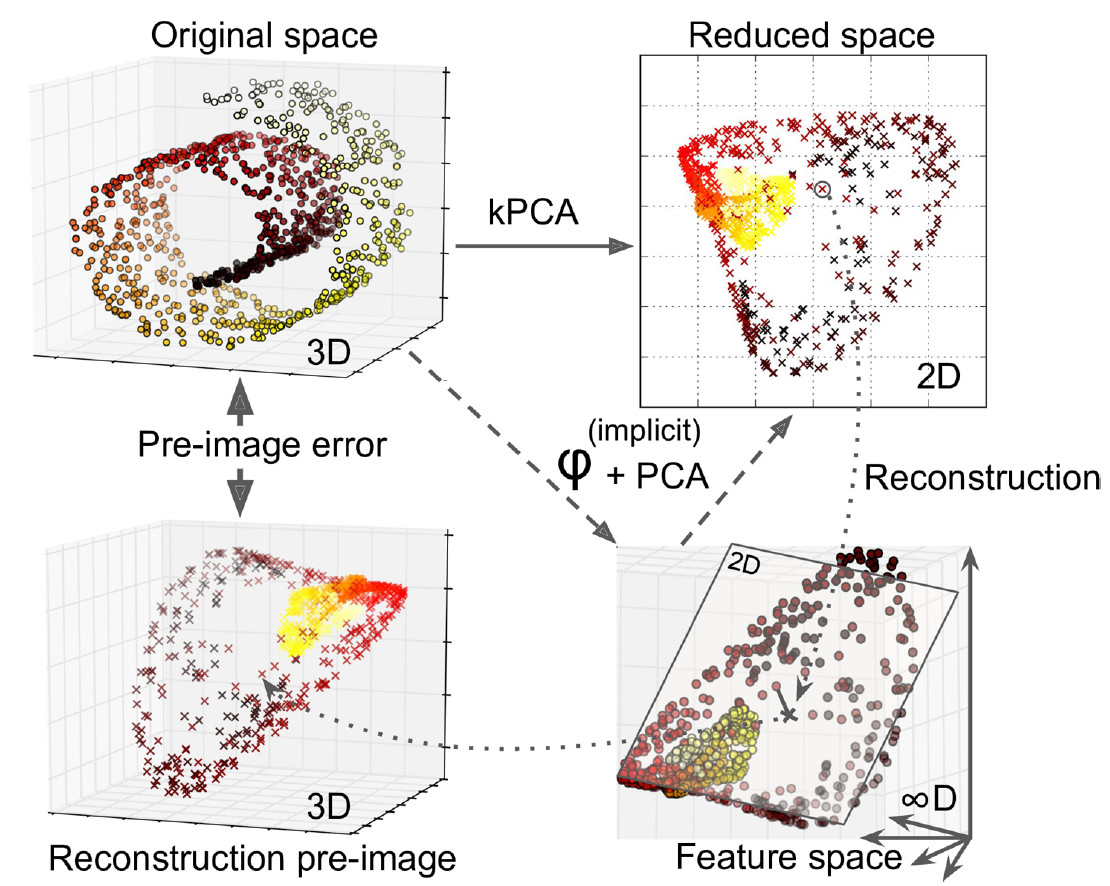 Original space
Reduced space
kPCA
3D
2D
Pre-image error
(implicit)
φ + PCA
Reconstruction
2D
3D
∞D
Reconstruction pre-image
Feature space